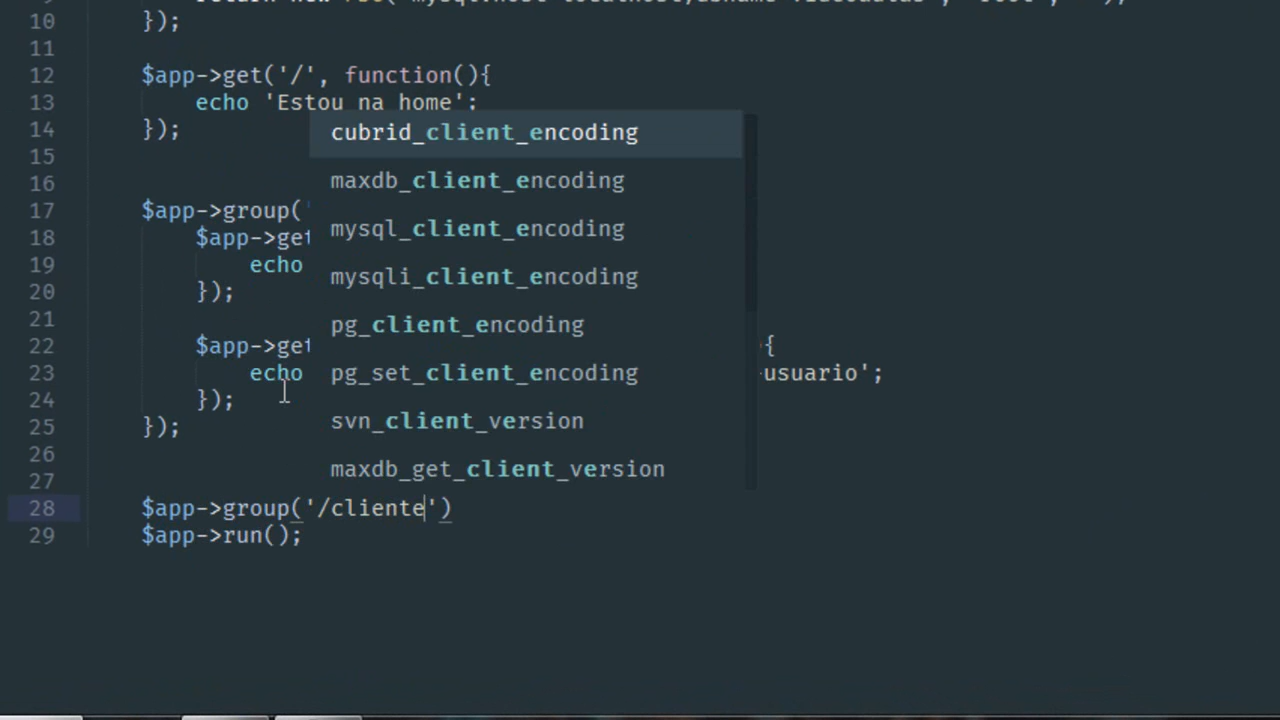 10 });
11
12 $app->get('/', function(){
13 echo 'Estou na home';
14 });
cubrid_client_encoding
15
maxdb_client_encoding
16
17 $app->group('
mysql_client_encoding
18 $app->get
19 echo
mysqli_client_encoding
20 });
21
pg_client_encoding
22 $app->get {
23 echo usuario';
pg_set_client_encoding
24 });
25 });
svn_client_version
26
maxdb_get_client_version
27
28 $app->group('/cliente')
29 $app->run();